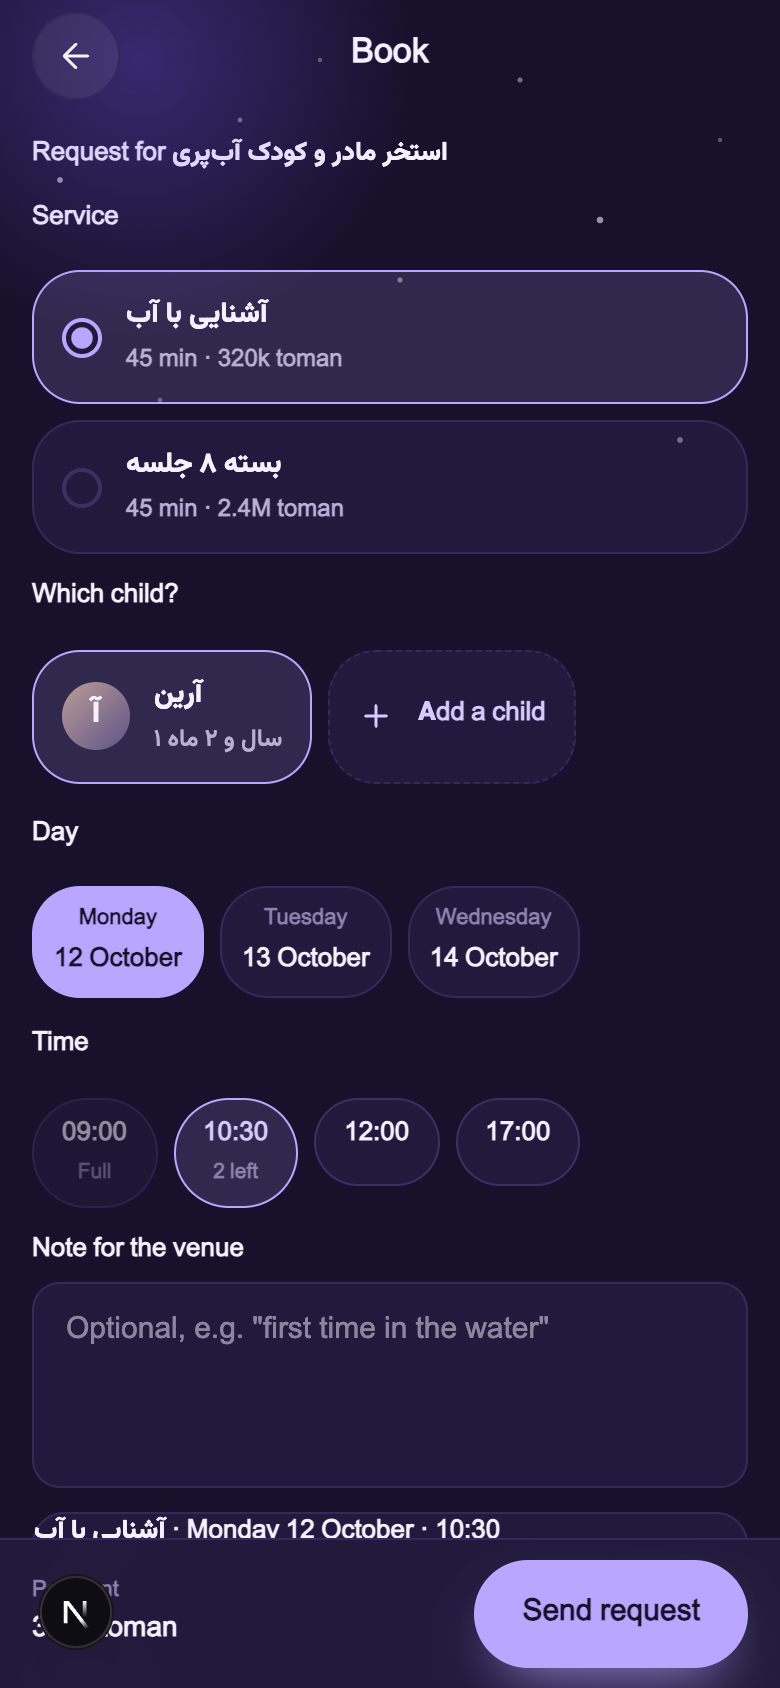 Book
Request for استخر مادر و کودک آب‌پری
Service
آشنایی با آب
45 min · 320k toman
بسته ۸ جلسه
45 min · 2.4M toman
Which child?
آ
آرین
۱ سال و ۲ ماه
Add a child
Day
Monday
12 October
Tuesday
13 October
Wednesday
14 October
Time
09:00
Full
10:30
2 left
12:00
17:00
Note for the venue
Optional, e.g. "first time in the water"
آشنایی با آب · Monday 12 October · 10:30
toman
N
Send request